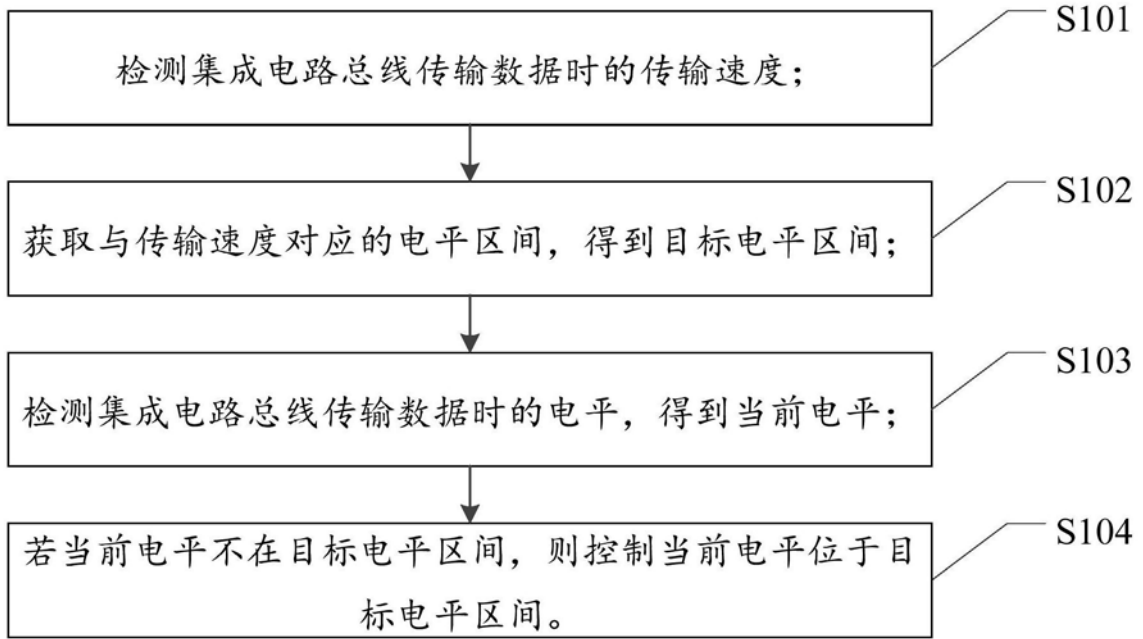 S101
检测集成电路总线传输数据时的传输速度；
S102
获取与传输速度对应的电平区间，得到目标电平区间；
S103
检测集成电路总线传输数据时的电平，得到当前电平；
S104
若当前电平不在目标电平区间，则控制当前电平位于目
标电平区间。